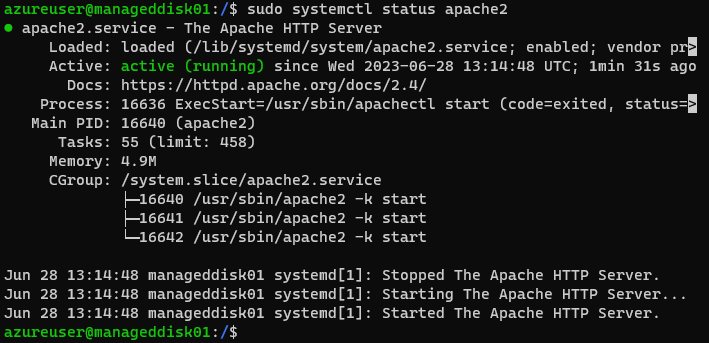 azureuser@manageddisk01:/$ sudo systemctl status apache2
● apache2.service - The Apache HTTP Server
     Loaded: loaded (/lib/systemd/system/apache2.service; enabled; vendor pr>
     Active: active (running) since Wed 2023-06-28 13:14:48 UTC; 1min 31s ago
       Docs: https://httpd.apache.org/docs/2.4/
    Process: 16636 ExecStart=/usr/sbin/apachectl start (code=exited, status=>
   Main PID: 16640 (apache2)
      Tasks: 55 (limit: 458)
     Memory: 4.9M
     CGroup: /system.slice/apache2.service
             ├─16640 /usr/sbin/apache2 -k start
             ├─16641 /usr/sbin/apache2 -k start
             └─16642 /usr/sbin/apache2 -k start

Jun 28 13:14:48 manageddisk01 systemd[1]: Stopped The Apache HTTP Server.
Jun 28 13:14:48 manageddisk01 systemd[1]: Starting The Apache HTTP Server...
Jun 28 13:14:48 manageddisk01 systemd[1]: Started The Apache HTTP Server.
azureuser@manageddisk01:/$